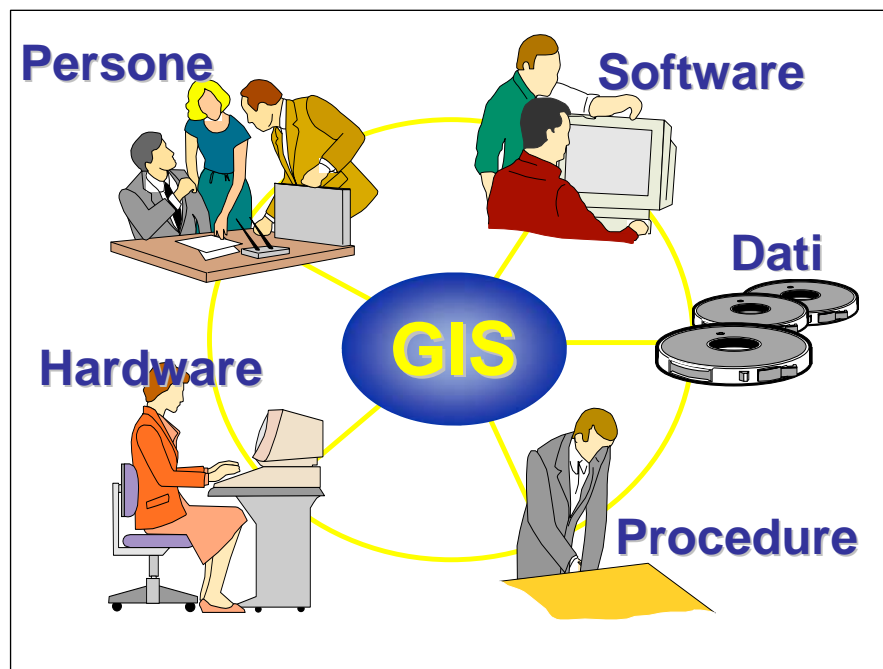 Persone
Software
Dati
GIS
Hardware
Procedure